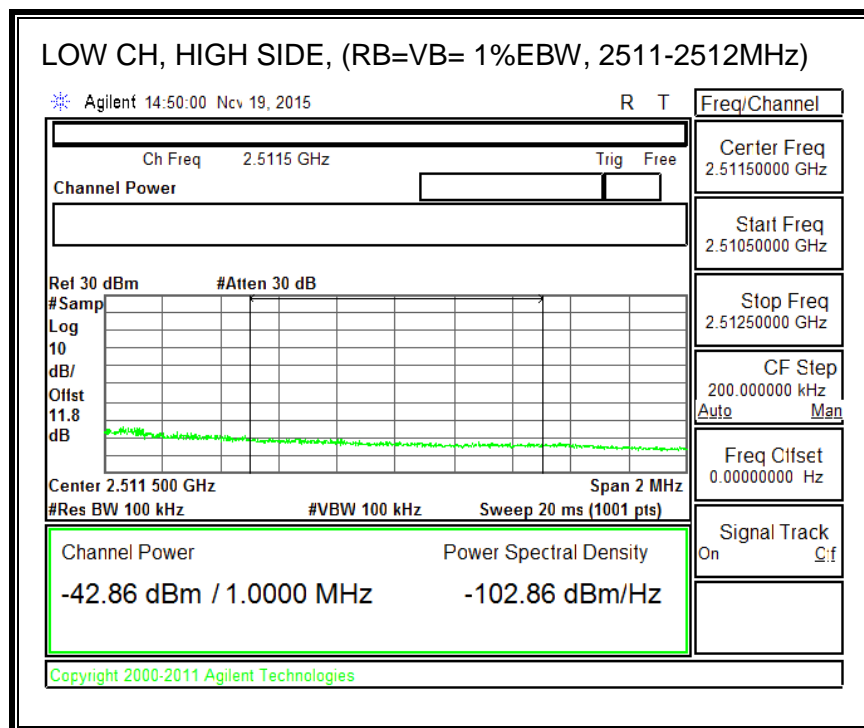 LOW CH, HIGH SIDE, (RB=VB= 1%EBW, 2511-2512MHz)
Agilent 14:50:00 Nov 19, 2015 R T
Ch Freq 2.5115 GHz Trig Free
Channel Power
Ref 30 dBm #Atten 30 dB
#Samp
Log
10
dB/
Offst
11.8
dB
Center 2.511 500 GHz Span 2 MHz
#Res BW 100 kHz #VBW 100 kHz Sweep 20 ms (1001 pts)
Channel Power Power Spectral Density
-42.86 dBm / 1.0000 MHz -102.86 dBm/Hz
Copyright 2000-2011 Agilent Technologies
Freq/Channel
Center Freq
2.51150000 GHz
Start Freq
2.51050000 GHz
Stop Freq
2.51250000 GHz
CF Step
200.000000 kHz
Auto Man
Freq Offset
0.00000000 Hz
Signal Track
On Off